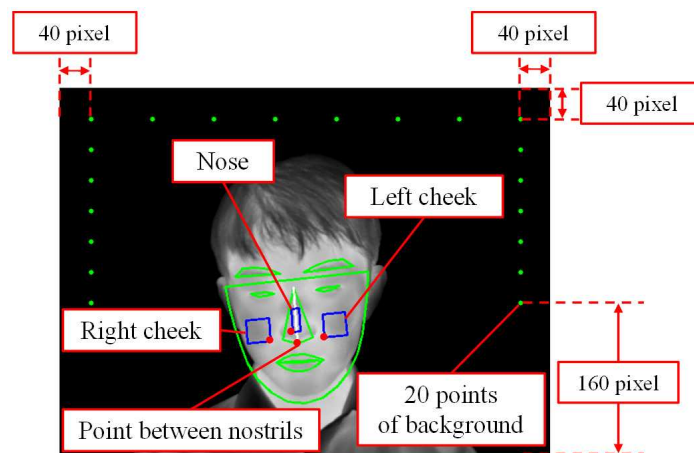 40 pixel
40 pixel
40 pixel
Nose
Left cheek
Right cheek
20 points
of background
160 pixel
Point between nostrils